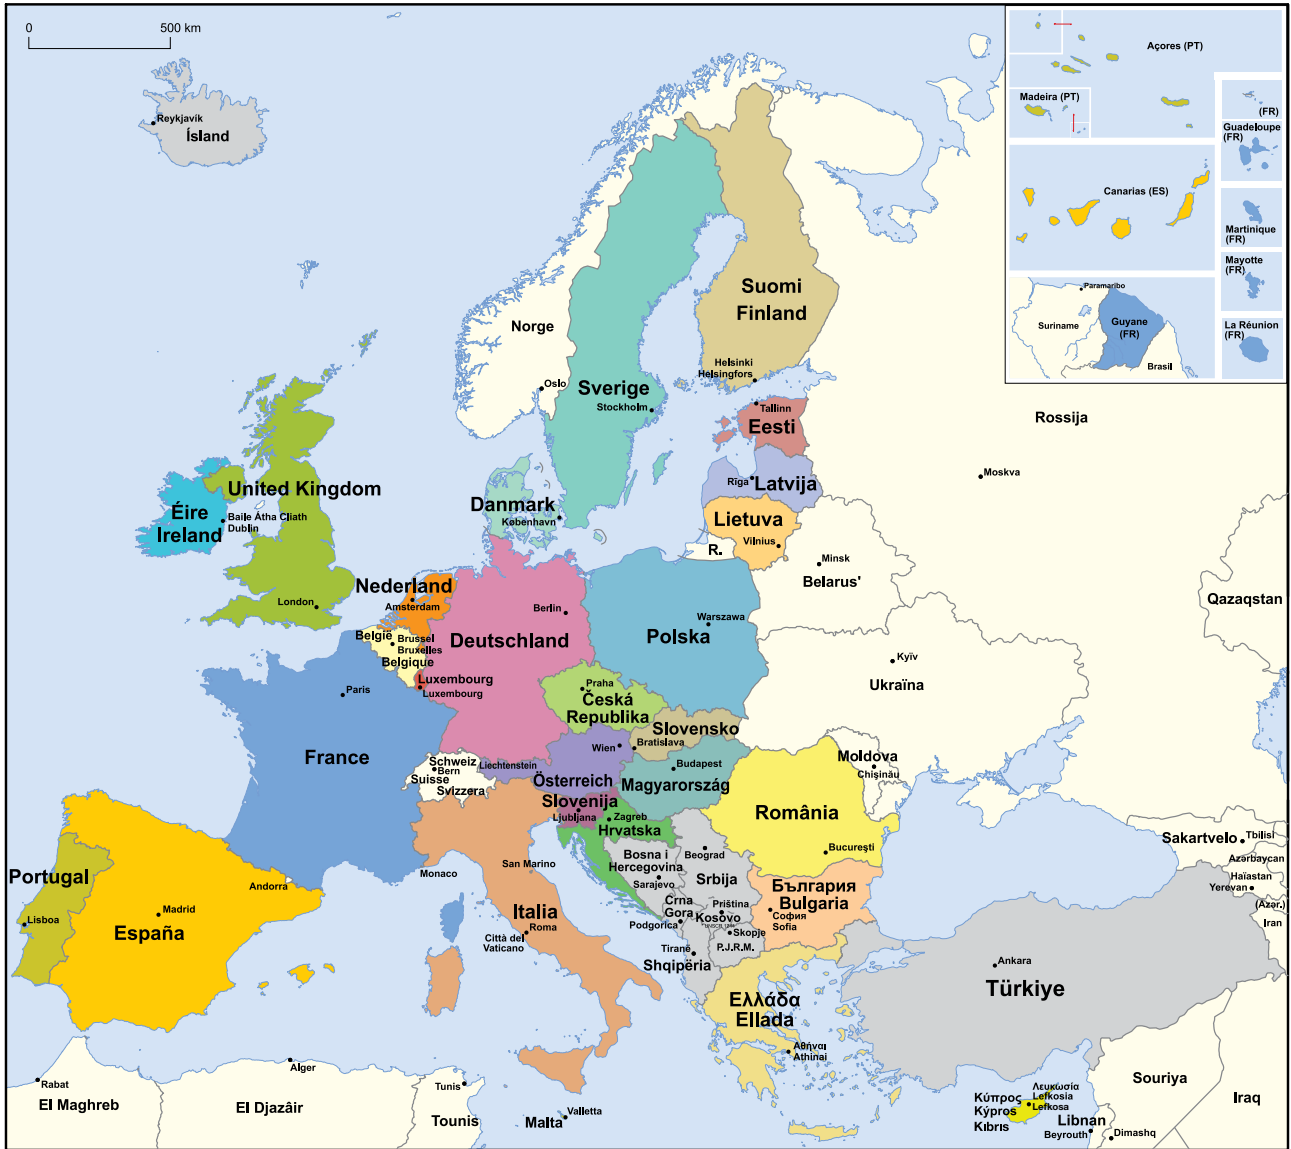 0 500 km
Reykjavík
Ísland
Açores (PT)
Madeira (PT)
(FR)
Guadeloupe
(FR)
Canarias (ES)
Martinique
(FR)
Mayotte
(FR)
Paramaribo
Suriname
Guyane
(FR)
Brasil
La Réunion
(FR)
Suomi
Finland
Helsinki
Helsingfors
Norge
Oslo
Sverige
Stockholm
Tallinn
Eesti
Rossija
Moskva
Rīga
Latvija
United Kingdom
London
Éire
Ireland
Baile Átha Cliath
Dublin
Danmark
København
Lietuva
Vilnius
R.
Minsk
Belarus'
Qazaqstan
Nederland
Amsterdam
Berlin
Deutschland
Warszawa
Polska
België
Brussel
Bruxelles
Belgique
Luxembourg
Luxembourg
Kyïv
Ukraïna
Paris
France
Praha
Česká
Republika
Slovensko
Bratislava
Wien
Österreich
Liechtenstein
Schweiz
Bern
Suisse
Svizzera
Budapest
Magyarország
Moldova
Chişinău
România
Bucureşti
Slovenija
Ljubljana
Zagreb
Hrvatska
Bosna i
Hercegovina
Sarajevo
Beograd
Srbija
Crna
Gora
Podgorica
Priština
Kosovo
UNSCR 1244
Skopje
P.J.R.M.
Tiranë
Shqipëria
България
Bulgaria
София
Sofia
Sakartvelo
Tbilisi
Azərbaycan
Haïastan
Yerevan
(Azər.)
Iran
Portugal
Lisboa
Madrid
España
Andorra
Monaco
San Marino
Italia
Roma
Città del
Vaticano
Ελλάδα
Ellada
Αθήναι
Athinai
Ankara
Türkiye
Rabat
El Maghreb
Alger
El Djazâir
Tunis
Tounis
Malta
Valletta
Κύπρος
Kýpros
Kıbrıs
Λευκωσία
Lefkosia
Lefkosa
Libnan
Beyrouth
Dimashq
Souriya
Iraq